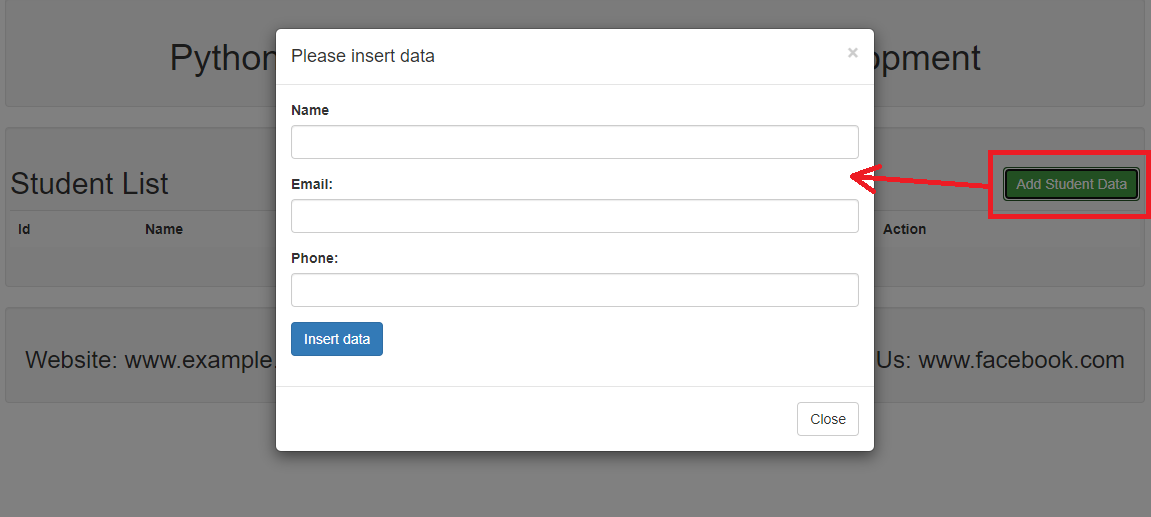 Python opment
Please insert data ×
Name
Student List
Email:
Add Student Data
Id Name Action
Phone:
Insert data
Website: www.example. Us: www.facebook.com
Close